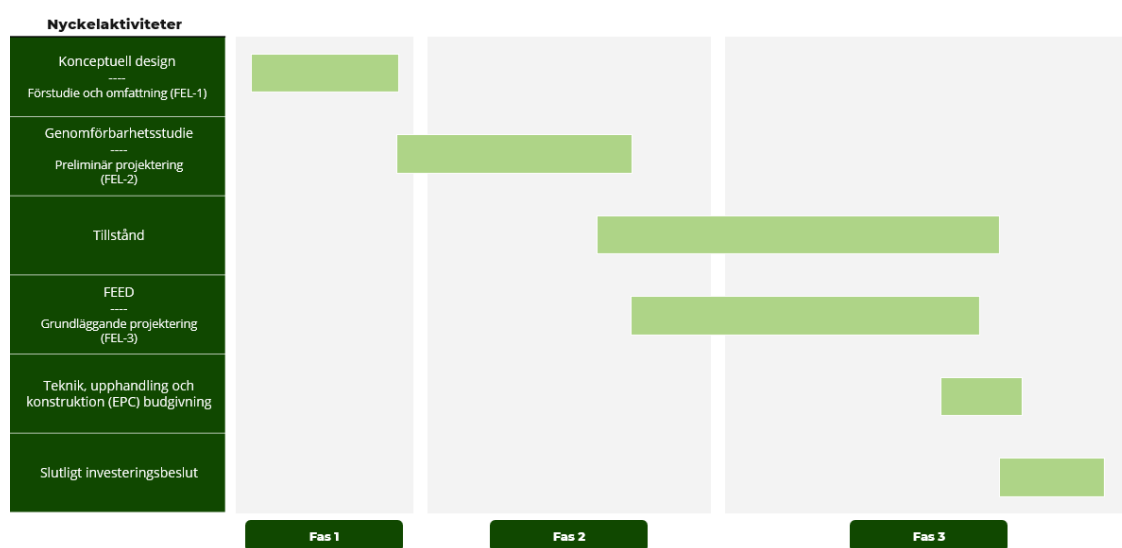 Nyckelaktiviteter
Konceptuell design
----
Förstudie och omfattning (FEL-1)
Genomförbarhetsstudie
----
Preliminär projektering
(FEL-2)
Tillstånd
FEED
----
Grundläggande projektering
(FEL-3)
Teknik, upphandling och
konstruktion (EPC) budgivning
Slutligt investeringsbeslut
Fas 1
Fas 2
Fas 3